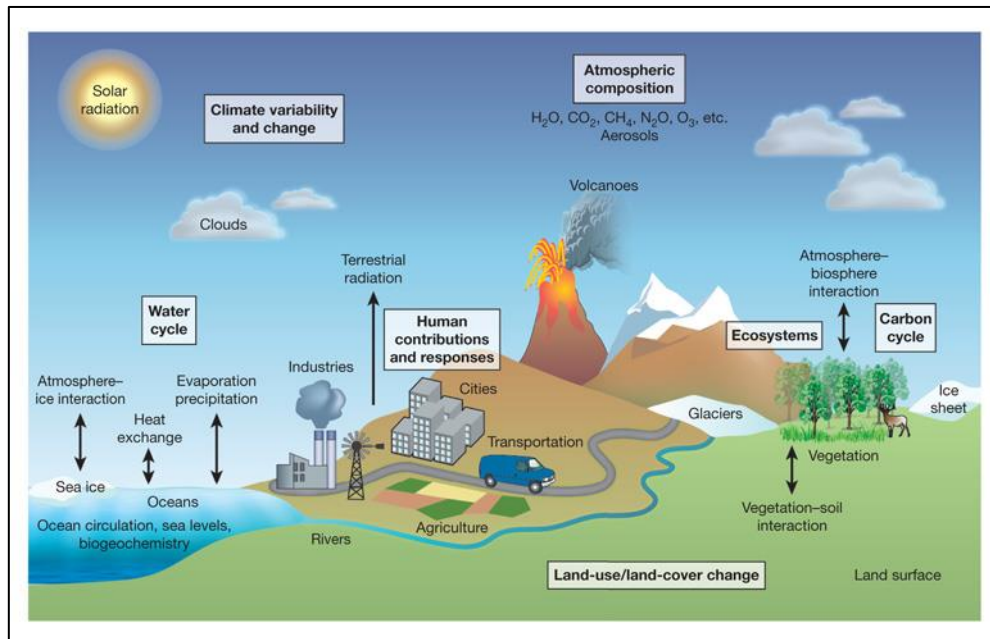 Solar
radiation
Climate variability
and change
Atmospheric
composition
H₂O, CO₂, CH₄, N₂O, O₃, etc.
Aerosols
Clouds
Volcanoes
Terrestrial
radiation
Atmosphere–
biosphere
interaction
Water
cycle
Human
contributions
and responses
Ecosystems
Carbon
cycle
Atmosphere–
ice interaction
Evaporation
precipitation
Heat
exchange
Industries
Cities
Transportation
Glaciers
Ice
sheet
Vegetation
Sea ice
Oceans
Ocean circulation, sea levels,
biogeochemistry
Rivers
Agriculture
Vegetation–soil
interaction
Land-use/land-cover change
Land surface